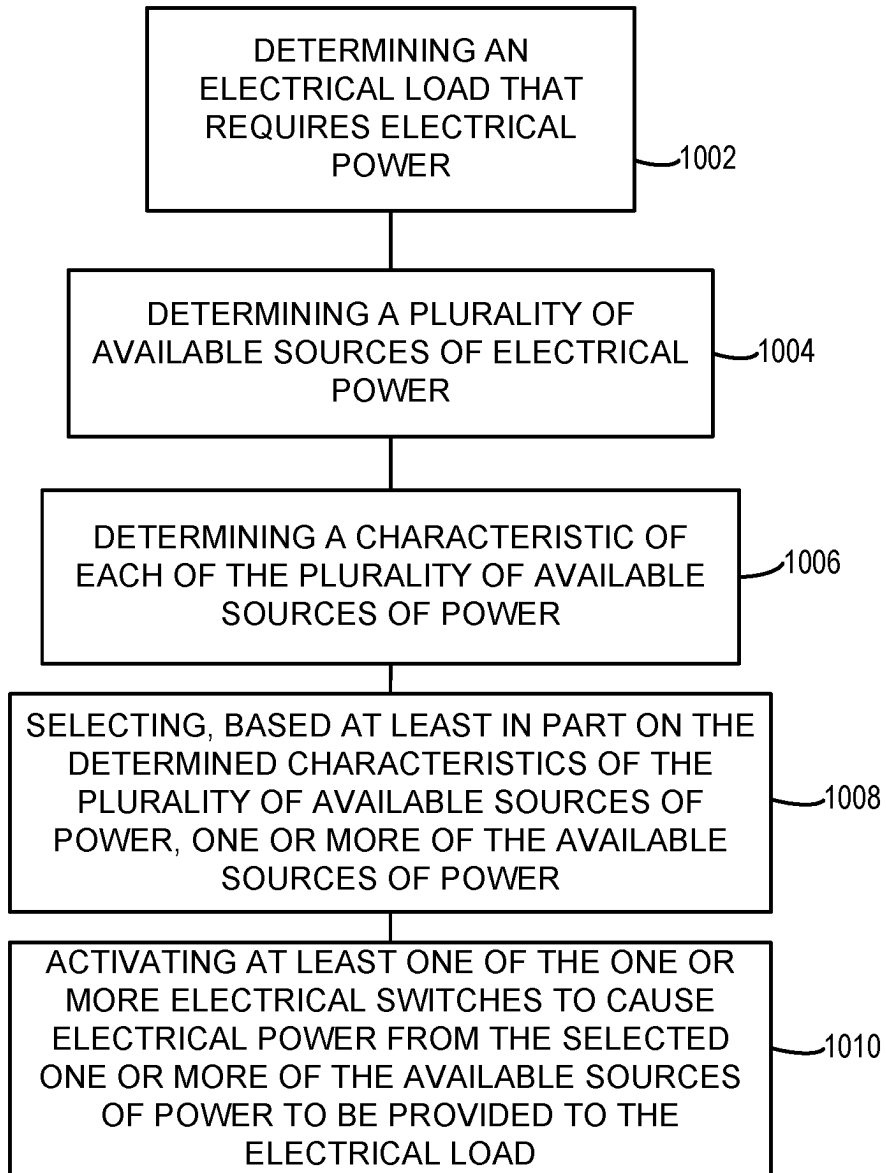 DETERMINING AN
ELECTRICAL LOAD THAT
REQUIRES ELECTRICAL
POWER
1002
DETERMINING A PLURALITY OF
AVAILABLE SOURCES OF ELECTRICAL
POWER
1004
DETERMINING A CHARACTERISTIC OF
EACH OF THE PLURALITY OF AVAILABLE
SOURCES OF POWER
1006
SELECTING, BASED AT LEAST IN PART ON THE
DETERMINED CHARACTERISTICS OF THE
PLURALITY OF AVAILABLE SOURCES OF
POWER, ONE OR MORE OF THE AVAILABLE
SOURCES OF POWER
1008
ACTIVATING AT LEAST ONE OF THE ONE OR
MORE ELECTRICAL SWITCHES TO CAUSE
ELECTRICAL POWER FROM THE SELECTED
ONE OR MORE OF THE AVAILABLE SOURCES
OF POWER TO BE PROVIDED TO THE
ELECTRICAL LOAD
1010